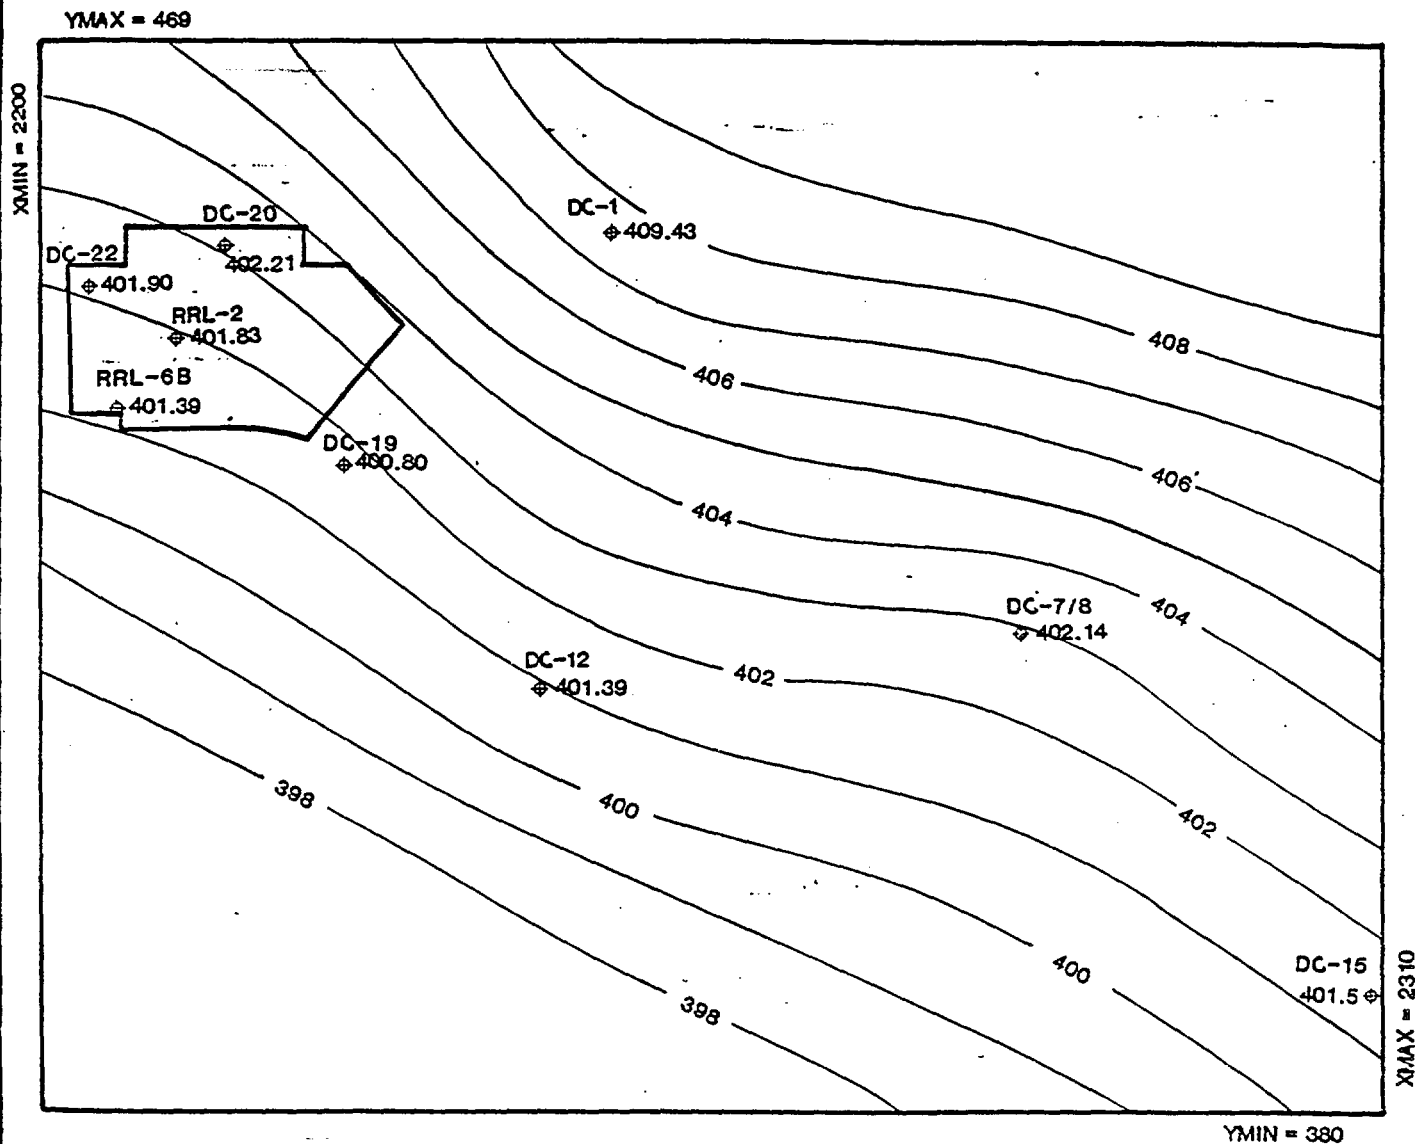 YMAX = 469
XMIN = 2200
DC-1
409.43
DC-20
402.21
DC-22
401.90
RRL-2
401.83
408
406
RRL-6B
401.39
DC-19
400.80
406
404
DC-7/8
402.14
404
DC-12
401.39
402
398
400
402
DC-15
401.5
400
398
XMAX = 2310
YMIN = 380